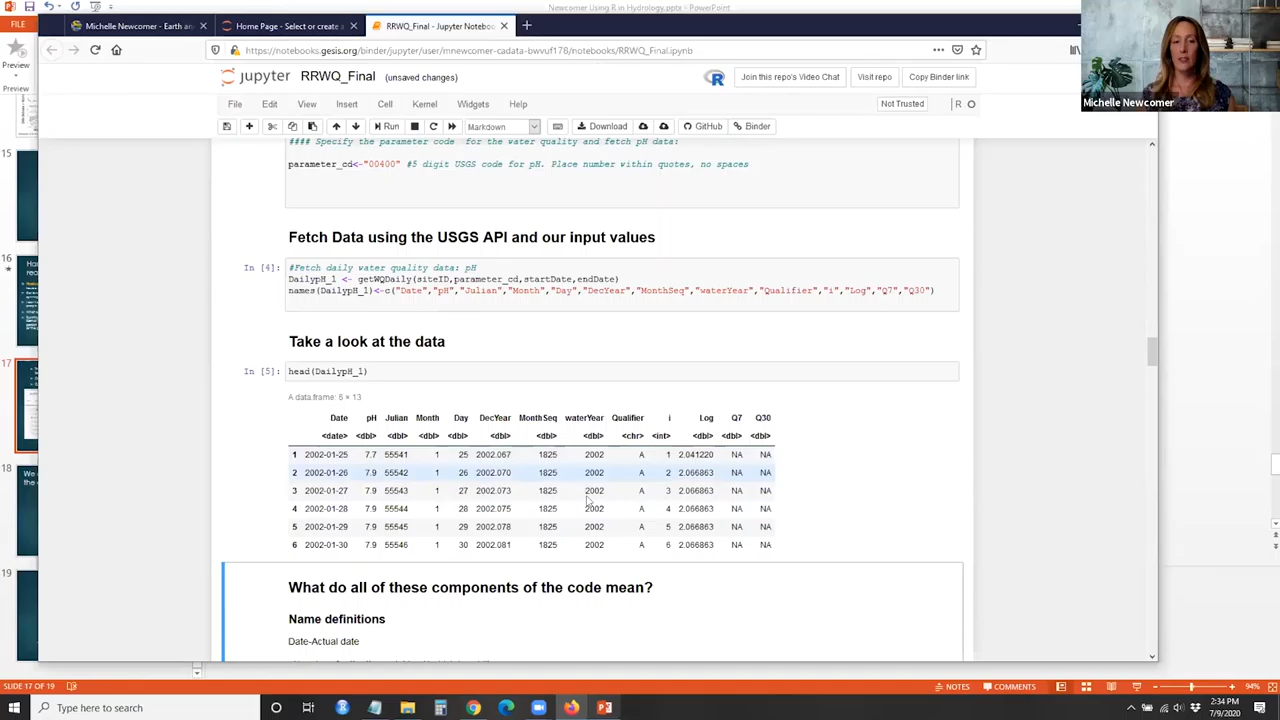 Newcomer Using R in Hydrology.pptx - PowerPoint
FILE
Michelle Newcomer - Earth an
Home Page - Select or create a
RRWQ_Final - Jupyter Noteboo
https://notebooks.gesis.org/binder/jupyter/user/mnewcomer-cadata-bwvuf178/notebooks/RRWQ_Final.ipynb
Preview
Preview
jupyter RRWQ_Final (unsaved changes)
R Join this repo's Video Chat Visit repo Copy Binder link
Michelle Newcomer
File Edit View Insert Cell Kernel Widgets Help
Not Trusted R
Run Markdown Download GitHub Binder
#### Specify the parameter code for the water quality and fetch pH data:
parameter_cd<-"00400" #5 digit USGS code for pH. Place number within quotes, no spaces
Fetch Data using the USGS API and our input values
In [4]:
#Fetch daily water quality data: pH
DailypH_1 <- getWQDaily(siteID,parameter_cd,startDate,endDate)
names(DailypH_1)<-c("Date","pH","Julian","Month","Day","DecYear","MonthSeq","waterYear","Qualifier","i","Log","Q7","Q30")
Take a look at the data
In [5]: head(DailypH_1)
A data.frame: 6 × 13
Date pH Julian Month Day DecYear MonthSeq waterYear Qualifier i Log Q7 Q30
<date> <dbl> <dbl> <dbl> <dbl> <dbl> <dbl> <dbl> <chr> <int> <dbl> <dbl> <dbl>
1 2002-01-25 7.7 55541 1 25 2002.067 1825 2002 A 1 2.041220 NA NA
2 2002-01-26 7.9 55542 1 26 2002.070 1825 2002 A 2 2.066863 NA NA
3 2002-01-27 7.9 55543 1 27 2002.073 1825 2002 A 3 2.066863 NA NA
4 2002-01-28 7.9 55544 1 28 2002.075 1825 2002 A 4 2.066863 NA NA
5 2002-01-29 7.9 55545 1 29 2002.078 1825 2002 A 5 2.066863 NA NA
6 2002-01-30 7.9 55546 1 30 2002.081 1825 2002 A 6 2.066863 NA NA
What do all of these components of the code mean?
Name definitions
Date-Actual date
15
16
17
18
19
SLIDE 17 OF 19
NOTES COMMENTS 94%
Type here to search
2:34 PM
7/9/2020